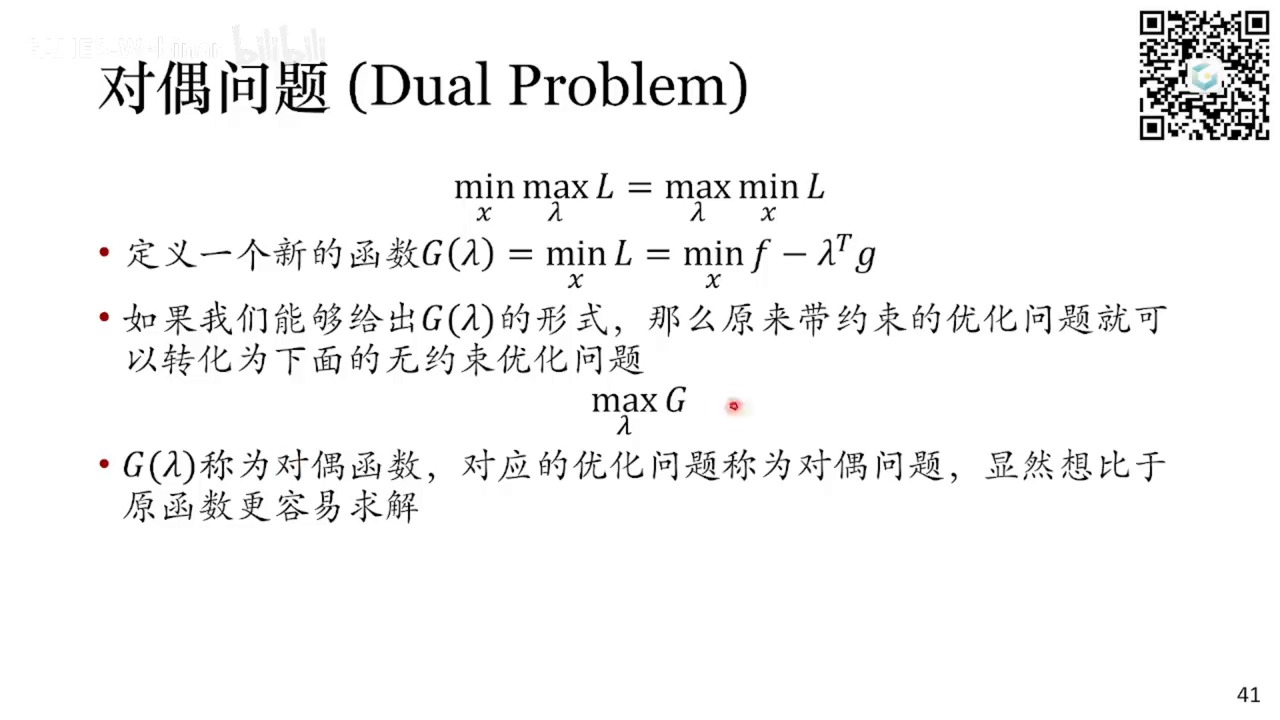 bilibili
对偶问题 (Dual Problem)
min max L = max min L
x λ λ x
• 定义一个新的函数G(λ) = min L = min f − λᵀg
x x
• 如果我们能够给出G(λ)的形式，那么原来带约束的优化问题就可
以转化为下面的无约束优化问题
max G
λ
• G(λ)称为对偶函数，对应的优化问题称为对偶问题，显然想比于
原函数更容易求解
41